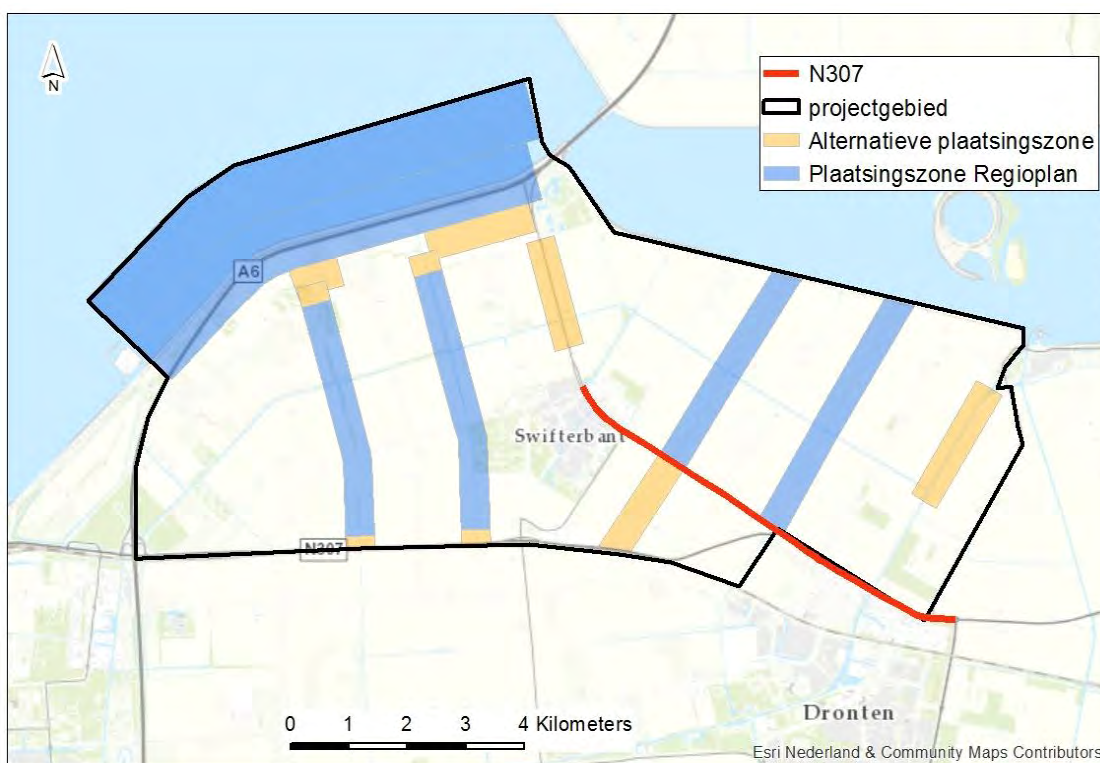 N
N307
projectgebied
Alternatieve plaatsingszone
Plaatsingszone Regioplan
A6
Swifterbant
N307
0 1 2 3 4 Kilometers
Dronten
Esri Nederland & Community Maps Contributors